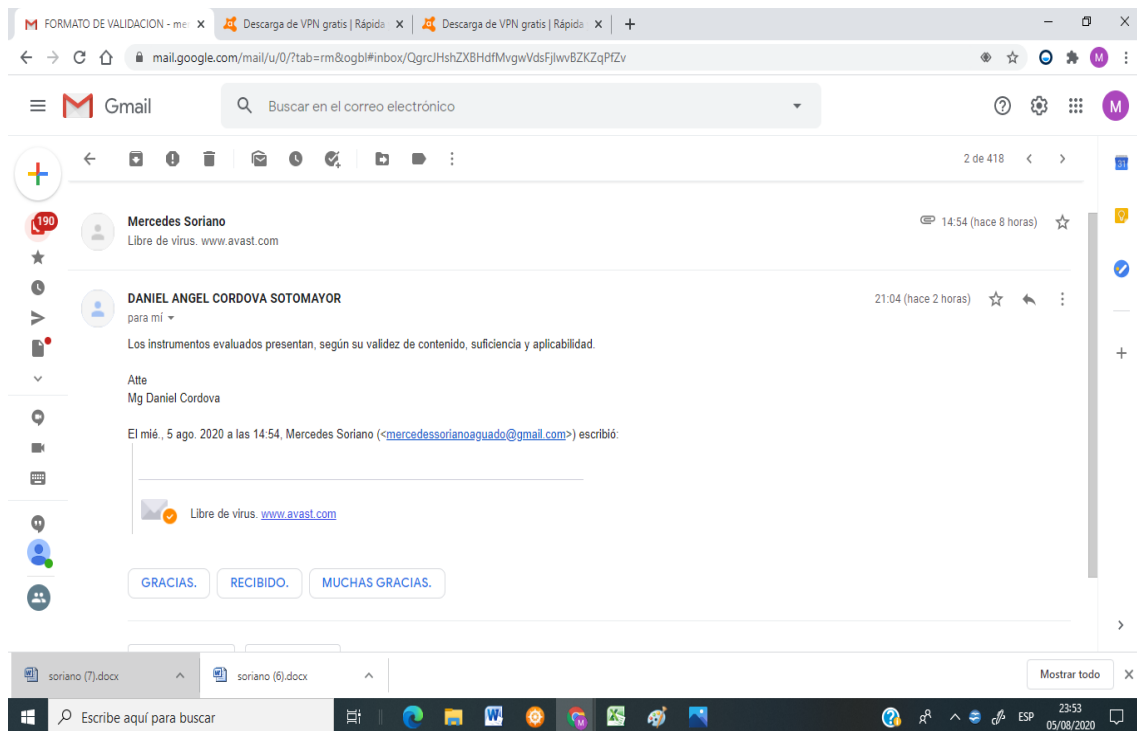 FORMATO DE VALIDACION - me
Descarga de VPN gratis | Rápida
Descarga de VPN gratis | Rápida
mail.google.com/mail/u/0/?tab=rm&ogbl#inbox/QgrcJHshZXBHdfMvgwVdsFjlwvBZKZqPfZv
M
Gmail
Buscar en el correo electrónico
M
2 de 418
31
190
Mercedes Soriano
14:54 (hace 8 horas)
Libre de virus. www.avast.com
DANIEL ANGEL CORDOVA SOTOMAYOR
21:04 (hace 2 horas)
para mí
Los instrumentos evaluados presentan, según su validez de contenido, suficiencia y aplicabilidad.
Atte
Mg Daniel Cordova
El mié., 5 ago. 2020 a las 14:54, Mercedes Soriano (<mercedessorianoaguado@gmail.com>) escribió:
Libre de virus. www.avast.com
GRACIAS.
RECIBIDO.
MUCHAS GRACIAS.
soriano (7).docx
soriano (6).docx
Mostrar todo
Escribe aquí para buscar
ESP
23:53
05/08/2020